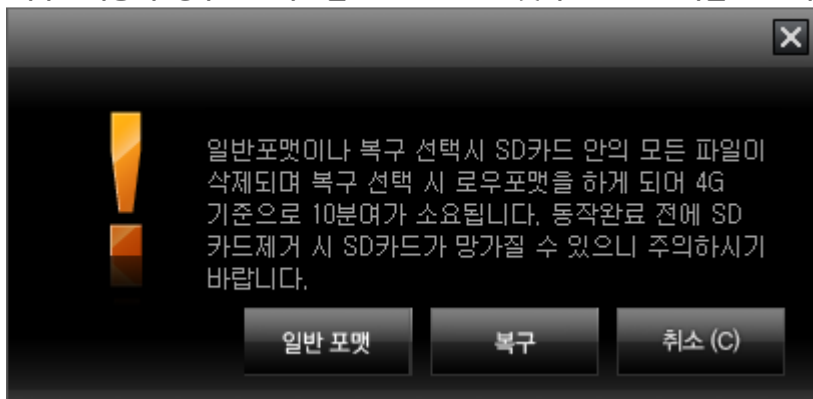 일반포맷이나 복구 선택시 SD카드 안의 모든 파일이
삭제되며 복구 선택 시 로우포맷을 하게 되어 4G
기준으로 10분여가 소요됩니다. 동작완료 전에 SD
카드제거 시 SD카드가 망가질 수 있으니 주의하시기
바랍니다.
일반 포맷
복구
취소 (C)